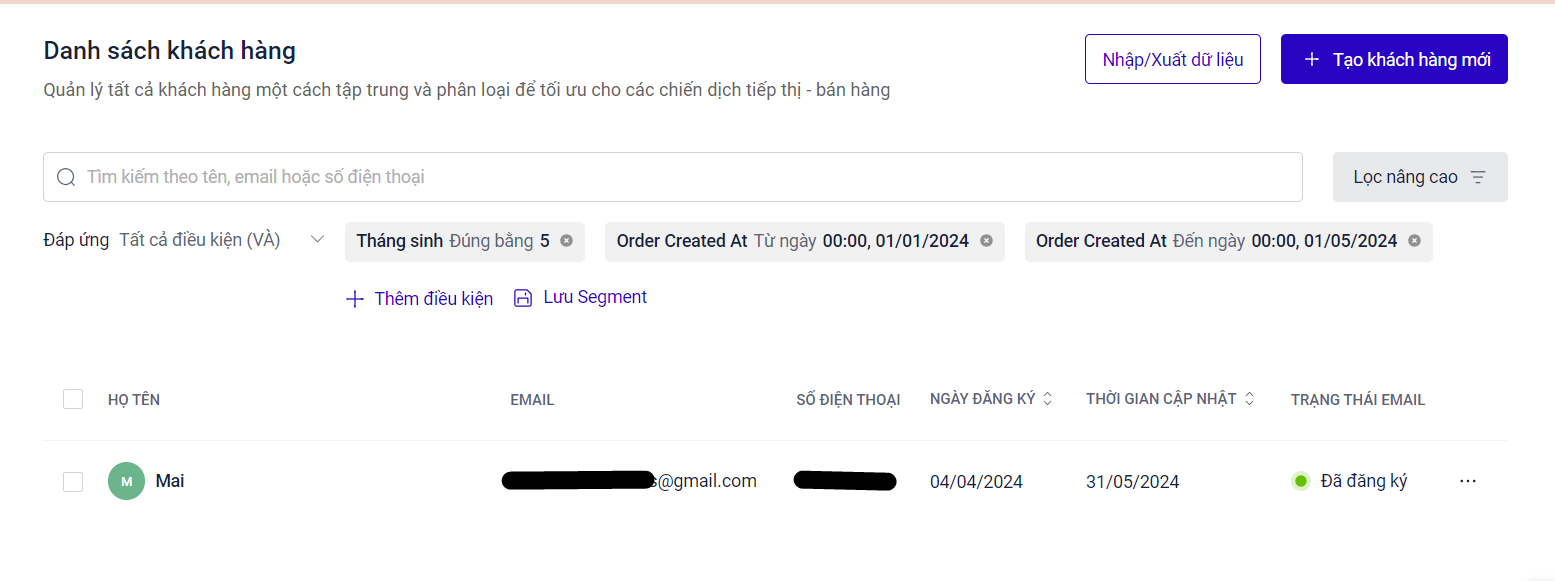 Danh sách khách hàng
Nhập/Xuất dữ liệu
Tạo khách hàng mới
Quản lý tất cả khách hàng một cách tập trung và phân loại để tối ưu cho các chiến dịch tiếp thị - bán hàng
Tìm kiếm theo tên, email hoặc số điện thoại
Lọc nâng cao
Đáp ứng Tất cả điều kiện (VÀ) Tháng sinh Đúng bằng 5 Order Created At Từ ngày 00:00, 01/01/2024 Order Created At Đến ngày 00:00, 01/05/2024
Thêm điều kiện Lưu Segment
HỌ TÊN EMAIL SỐ ĐIỆN THOẠI NGÀY ĐĂNG KÝ THỜI GIAN CẬP NHẬT TRẠNG THÁI EMAIL
M Mai s@gmail.com 04/04/2024 31/05/2024 Đã đăng ký